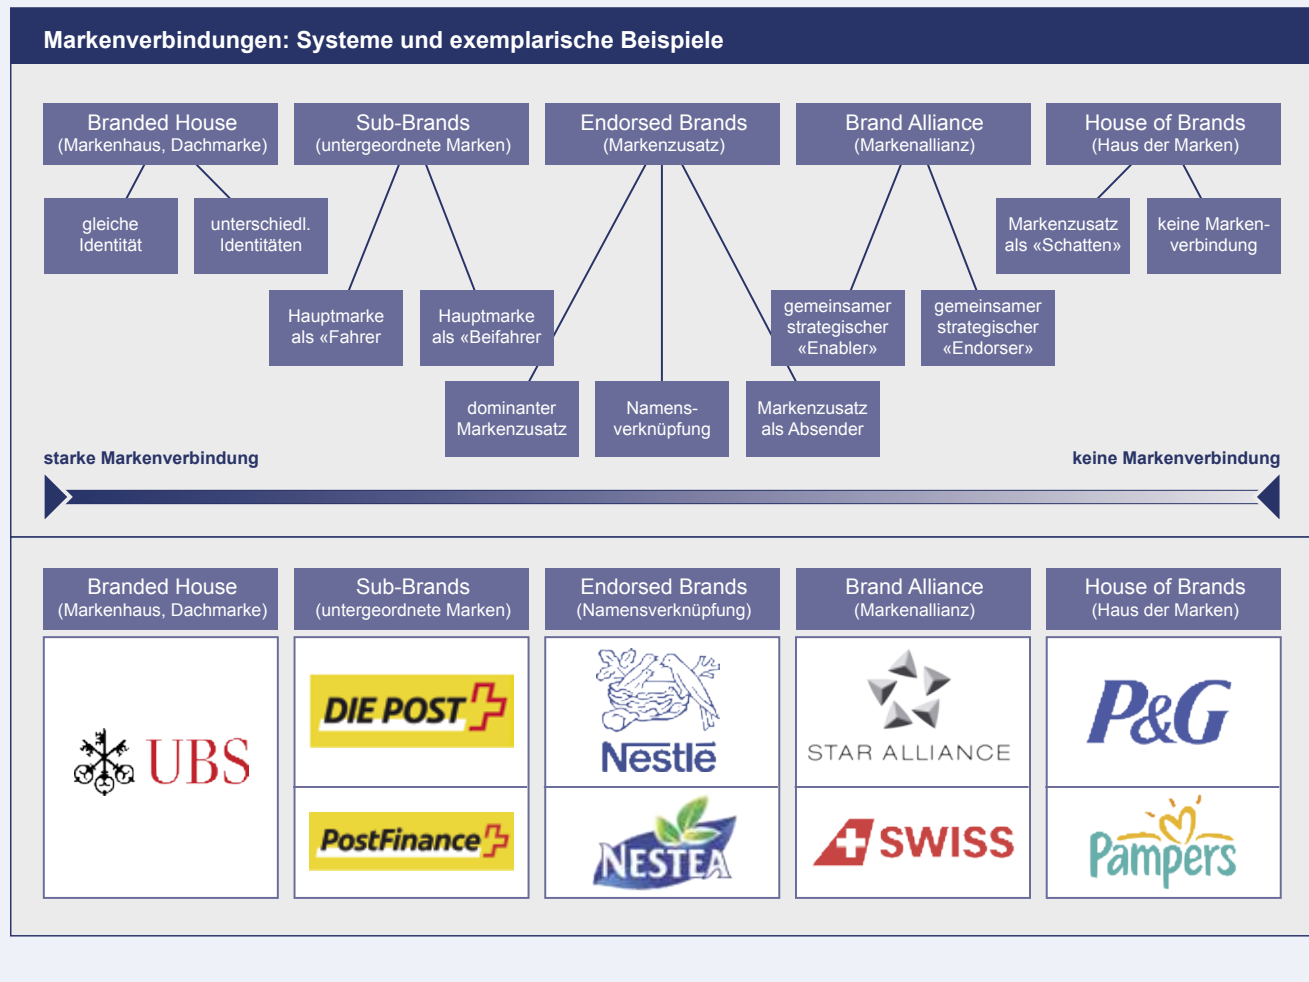 Markenverbindungen: Systeme und exemplarische Beispiele
Branded House
(Markenhaus, Dachmarke)
Sub-Brands
(untergeordnete Marken)
Endorsed Brands
(Markenzusatz)
Brand Alliance
(Markenallianz)
House of Brands
(Haus der Marken)
gleiche
Identität
unterschiedl.
Identitäten
Markenzusatz
als «Schatten»
keine Marken-
verbindung
Hauptmarke
als «Fahrer
Hauptmarke
als «Beifahrer
gemeinsamer
strategischer
«Enabler»
gemeinsamer
strategischer
«Endorser»
dominanter
Markenzusatz
Namens-
verknüpfung
Markenzusatz
als Absender
starke Markenverbindung
keine Markenverbindung
Branded House
(Markenhaus, Dachmarke)
Sub-Brands
(untergeordnete Marken)
Endorsed Brands
(Namensverknüpfung)
Brand Alliance
(Markenallianz)
House of Brands
(Haus der Marken)
UBS
DIE POST
Nestlé
STAR ALLIANCE
P&G
PostFinance
NESTEA
SWISS
Pampers